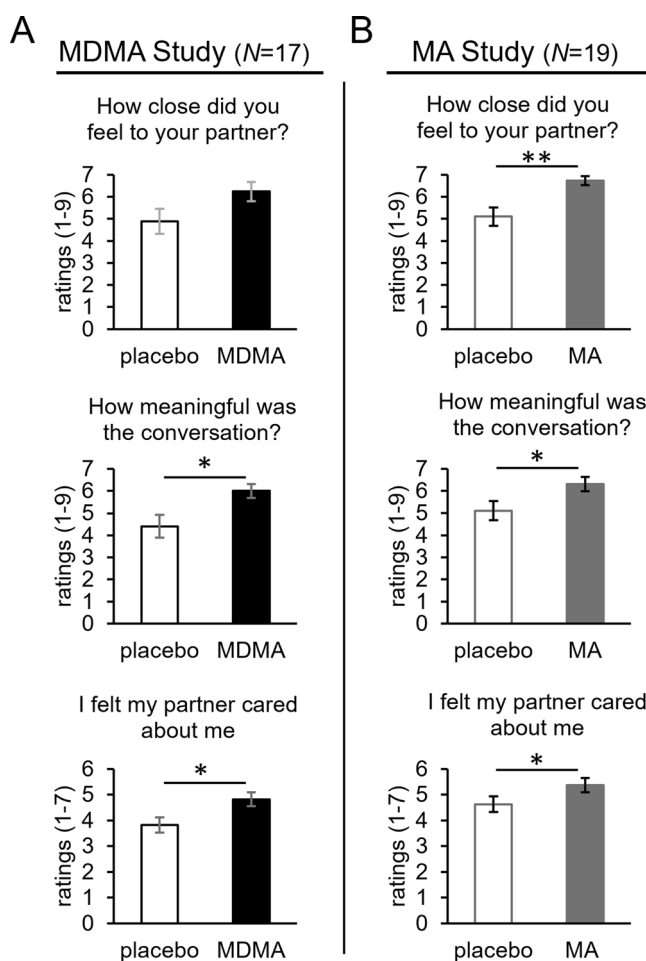 A
MDMA Study (N=17)
How close did you
feel to your partner?
ratings (1-9)
7
6
5
4
3
2
1
0
placebo MDMA
How meaningful was
the conversation?
*
ratings (1-9)
7
6
5
4
3
2
1
0
placebo MDMA
I felt my partner cared
about me
*
ratings (1-7)
6
5
4
3
2
1
0
placebo MDMA
B
MA Study (N=19)
How close did you
feel to your partner?
**
ratings (1-9)
7
6
5
4
3
2
1
0
placebo MA
How meaningful was
the conversation?
*
ratings (1-9)
7
6
5
4
3
2
1
0
placebo MA
I felt my partner cared
about me
*
ratings (1-7)
6
5
4
3
2
1
0
placebo MA